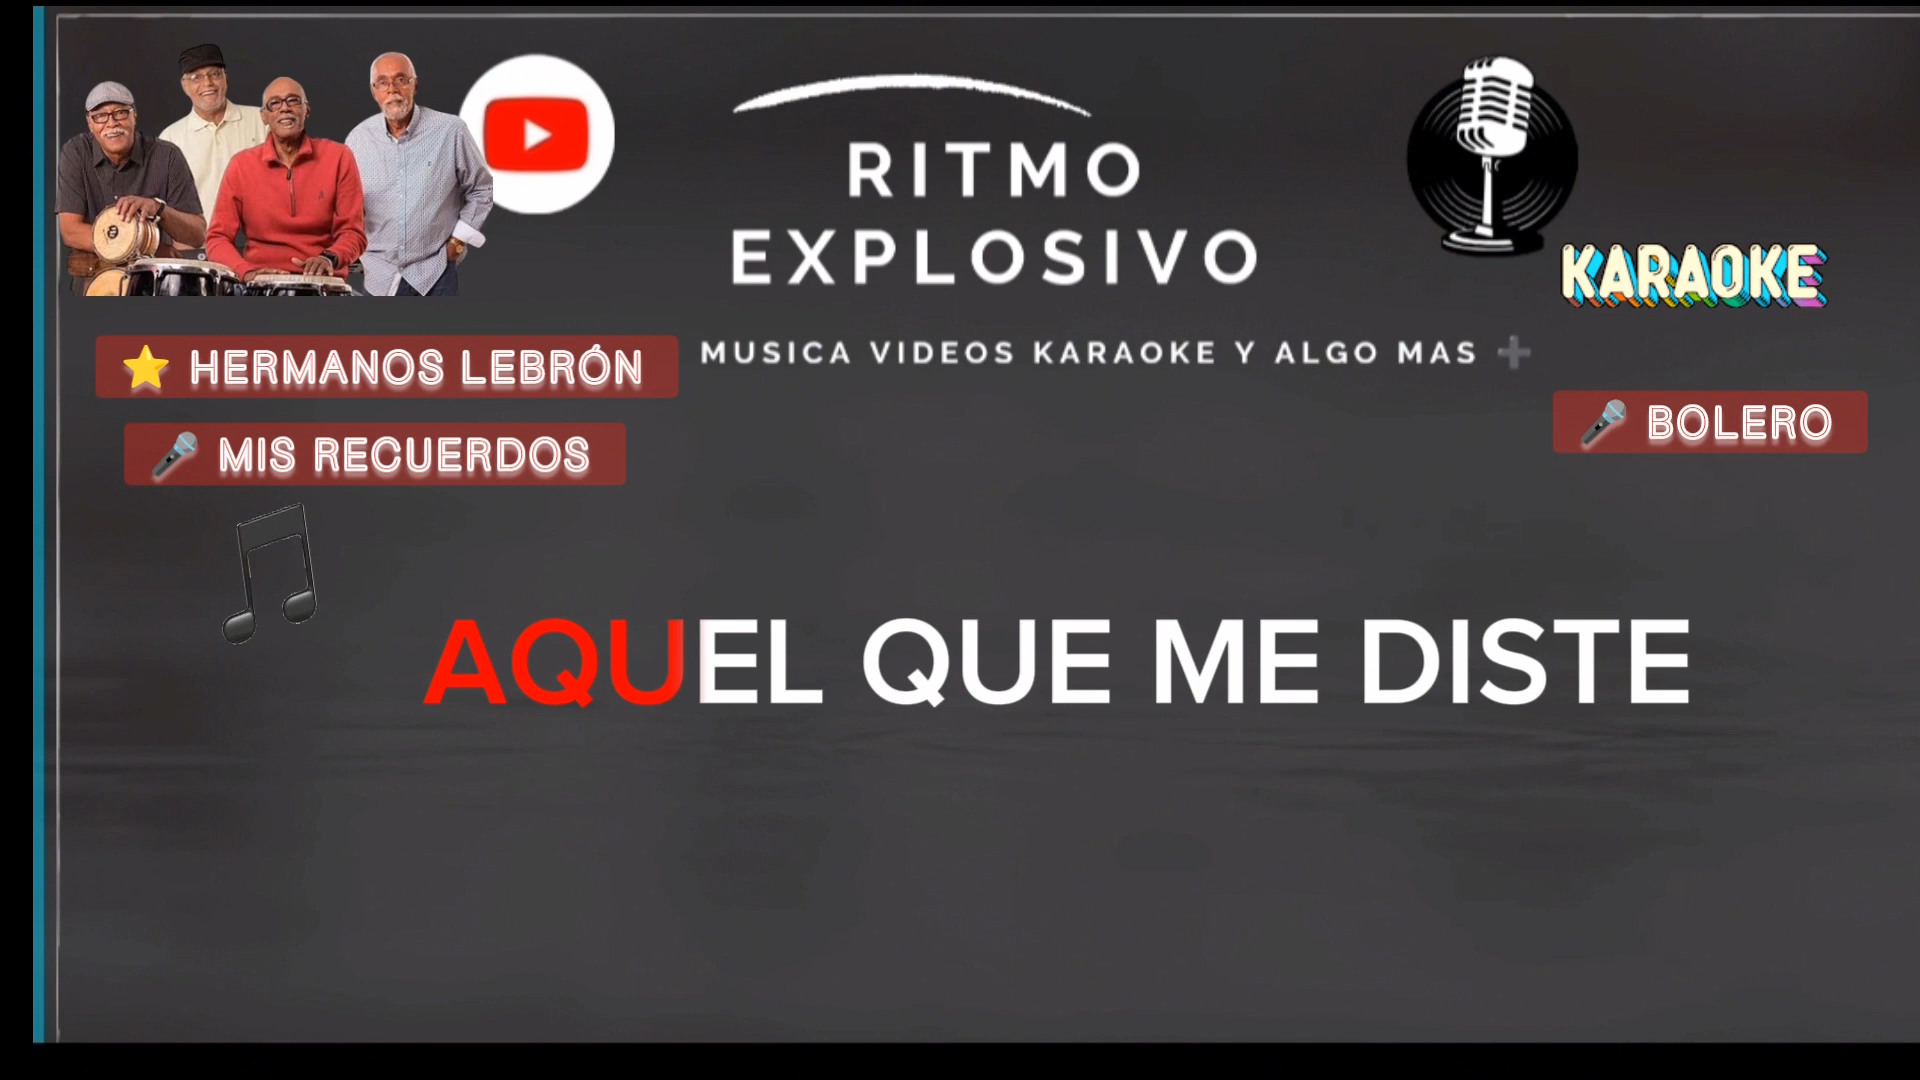 RITMO
EXPLOSIVO
MUSICA VIDEOS KARAOKE Y ALGO MAS +
KARAOKE
HERMANOS LEBRÓN
MIS RECUERDOS
BOLERO
AQUEL QUE ME DISTE